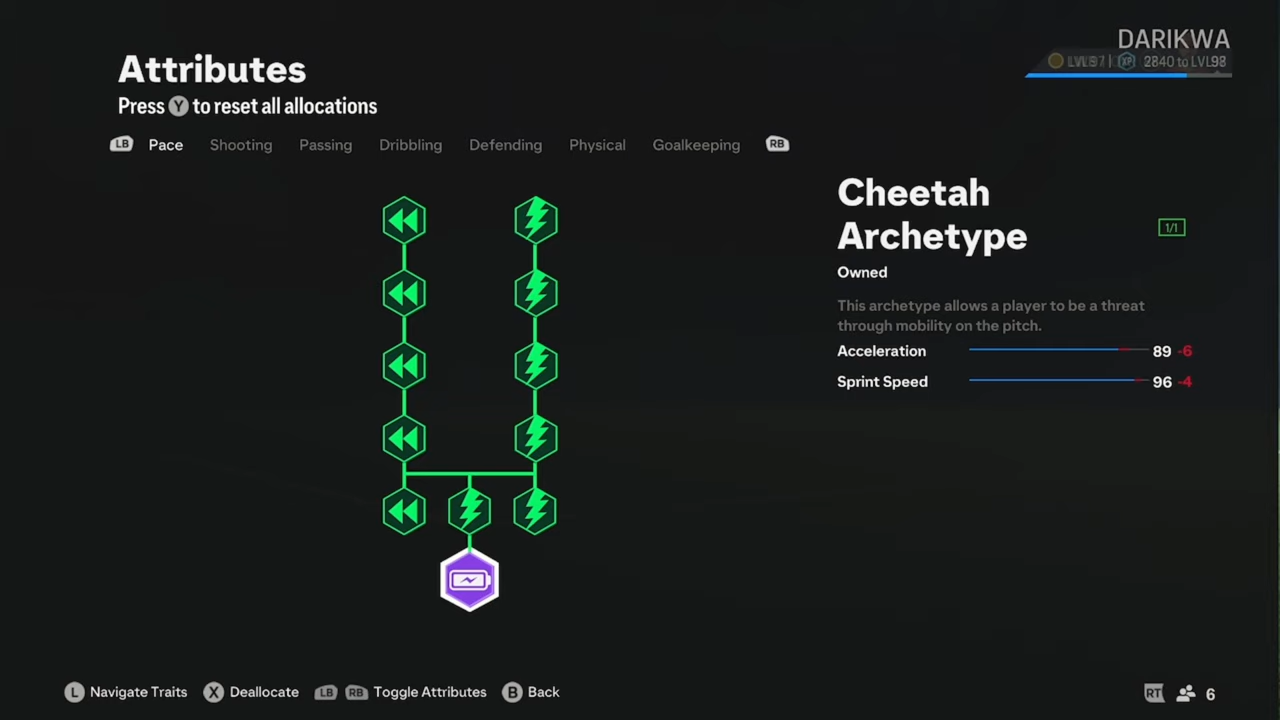 DARIKWA
2840 to LVL98
Attributes
Press Y to reset all allocations
LB Pace Shooting Passing Dribbling Defending Physical Goalkeeping RB
Cheetah
Archetype
1/1
Owned
This archetype allows a player to be a threat
through mobility on the pitch.
Acceleration 89 -6
Sprint Speed 96 -4
L Navigate Traits X Deallocate LB RB Toggle Attributes B Back
RT 6